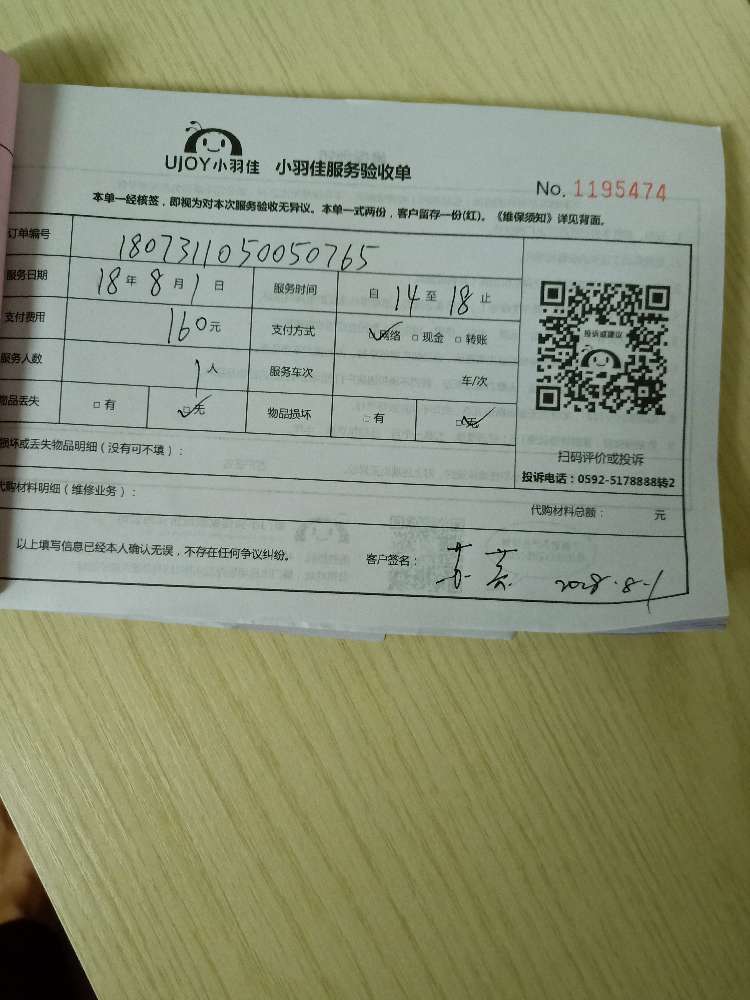 UJOY小羽佳 小羽佳服务验收单
No. 1195474
本单一经核签，即视为对本次服务验收无异议。本单一式两份，客户留存一份(红)。《维保须知》详见背面。
订单编号 1807311050050765
服务日期 18年8月1日 服务时间 自14至18止
支付费用 160元 支付方式 ☑网络 □现金 □转账
服务人数 1人 服务车次 车/次
物品丢失 □有 ☑无 物品损坏 □有 ☑无
损坏或丢失物品明细（没有可不填）：
扫码评价或投诉
投诉电话：0592-5178888转2
代购材料明细（维修业务）：
代购材料总额： 元
以上填写信息已经本人确认无误，不存在任何争议纠纷。 客户签名：